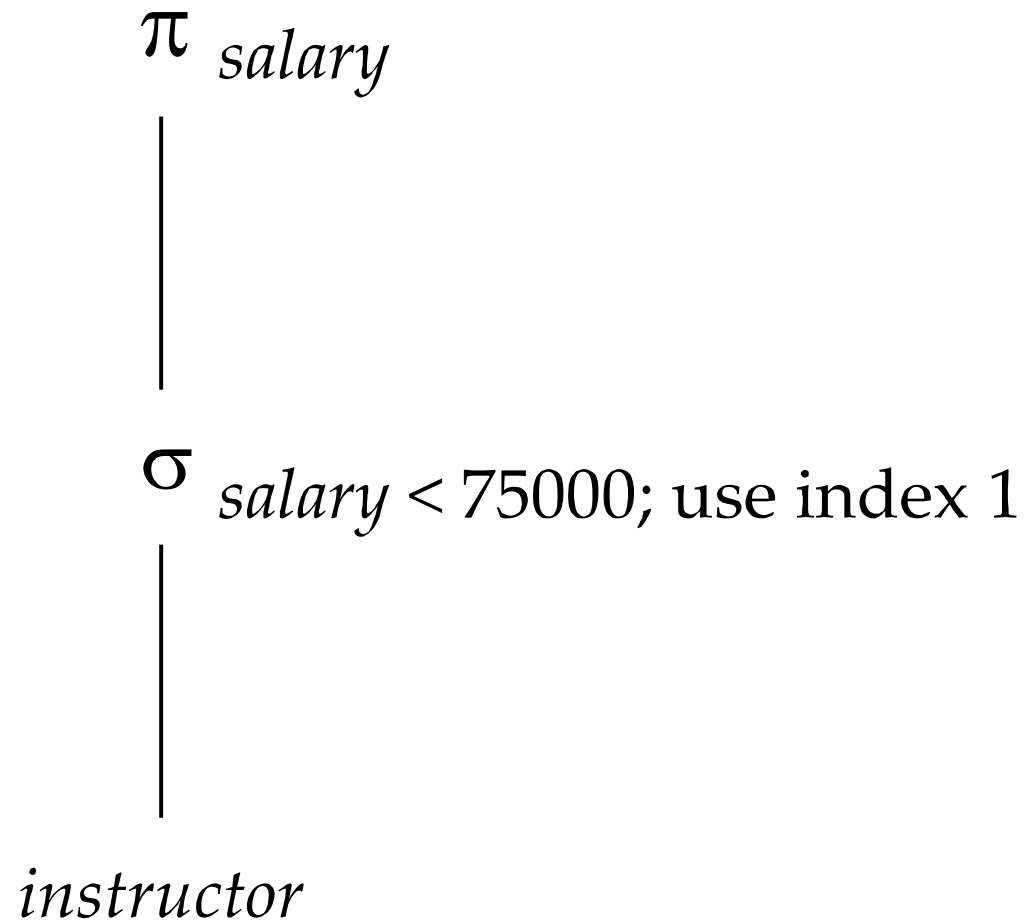 π salary
σ salary < 75000; use index 1
instructor